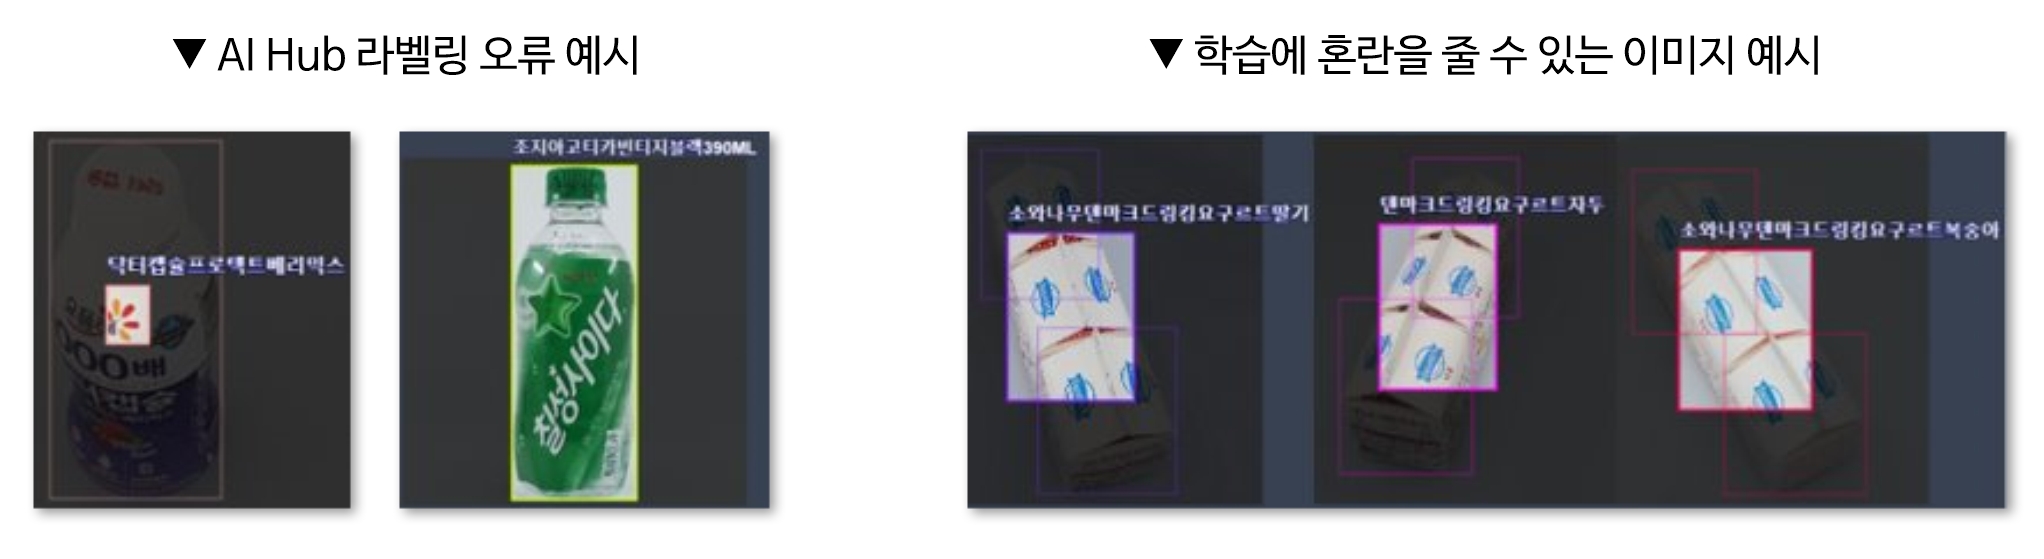 ▼ AI Hub 라벨링 오류 예시
▼ 학습에 혼란을 줄 수 있는 이미지 예시
조지아고티카빈티지블랙390ML
닥터캡슐프로텍트베리믹스
00배
캡슐
칠성사이다
소와나무덴마크드링킹요구르트딸기
덴마크드링킹요구르트자두
소와나무덴마크드링킹요구르트복숭아